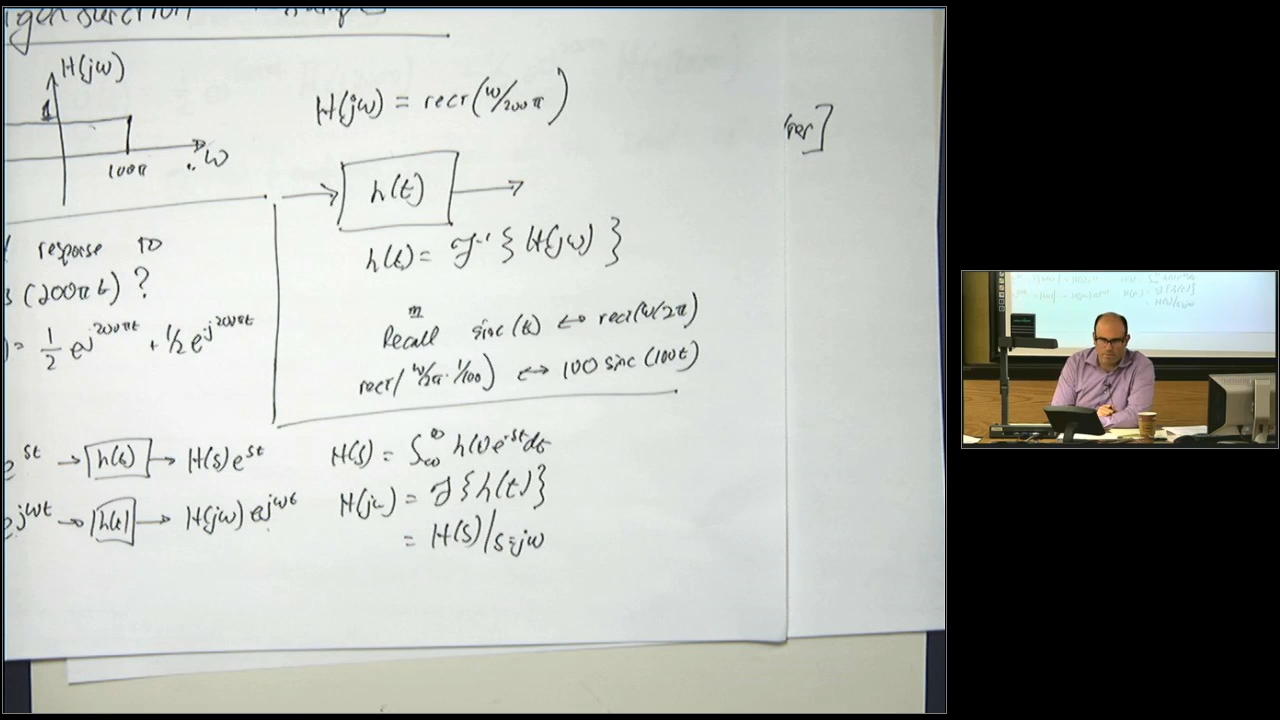 H(jω)
1
100π
ω
H(jω) = rect(ω/200π)
h(t)
h(t) = ℱ⁻¹ { H(jω) }
response to
(200πt) ?
= 1/2 e^{j200πt} + 1/2 e^{j200πt}
Recall sinc(t) ↔ rect(ω/2π)
rect(ω/2π · 1/100) ↔ 100 sinc(100t)
e^{st} → h(t) → H(s)e^{st}
H(s) = ∫_{∞}^{∞} h(t)e^{-st}dt
e^{jωt} → h(t) → H(jω)e^{jωt}
H(jω) = ℱ{h(t)}
= H(s)/s=jω